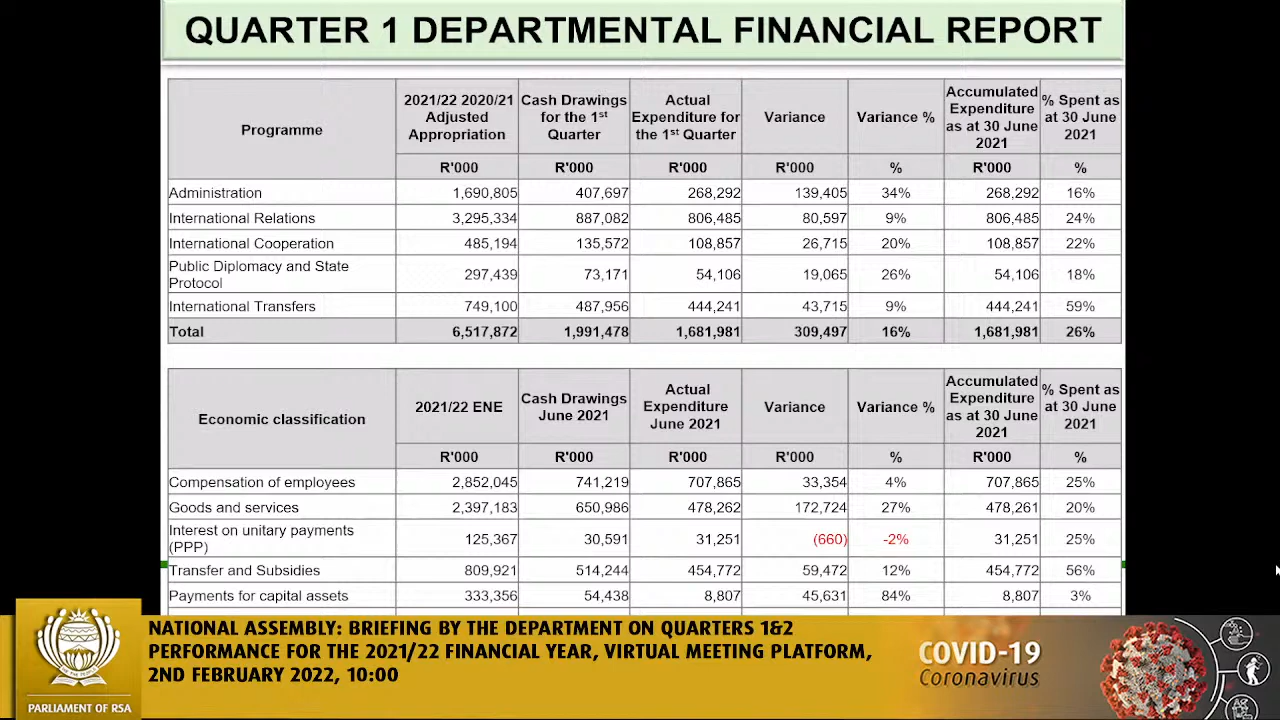 QUARTER 1 DEPARTMENTAL FINANCIAL REPORT
Programme
2021/22 2020/21 Adjusted Appropriation
Cash Drawings for the 1st Quarter
Actual Expenditure for the 1st Quarter
Variance
Variance %
Accumulated Expenditure as at 30 June 2021
% Spent as at 30 June 2021
R'000 R'000 R'000 R'000 % R'000 %
Administration 1,690,805 407,697 268,292 139,405 34% 268,292 16%
International Relations 3,295,334 887,082 806,485 80,597 9% 806,485 24%
International Cooperation 485,194 135,572 108,857 26,715 20% 108,857 22%
Public Diplomacy and State Protocol 297,439 73,171 54,106 19,065 26% 54,106 18%
International Transfers 749,100 487,956 444,241 43,715 9% 444,241 59%
Total 6,517,872 1,991,478 1,681,981 309,497 16% 1,681,981 26%
Economic classification
2021/22 ENE
Cash Drawings June 2021
Actual Expenditure June 2021
Variance
Variance %
Accumulated Expenditure as at 30 June 2021
% Spent as at 30 June 2021
R'000 R'000 R'000 R'000 % R'000 %
Compensation of employees 2,852,045 741,219 707,865 33,354 4% 707,865 25%
Goods and services 2,397,183 650,986 478,262 172,724 27% 478,261 20%
Interest on unitary payments (PPP) 125,367 30,591 31,251 (660) -2% 31,251 25%
Transfer and Subsidies 809,921 514,244 454,772 59,472 12% 454,772 56%
Payments for capital assets 333,356 54,438 8,807 45,631 84% 8,807 3%
NATIONAL ASSEMBLY: BRIEFING BY THE DEPARTMENT ON QUARTERS 1&2
PERFORMANCE FOR THE 2021/22 FINANCIAL YEAR, VIRTUAL MEETING PLATFORM,
2ND FEBRUARY 2022, 10:00
PARLIAMENT OF RSA
COVID-19
Coronavirus